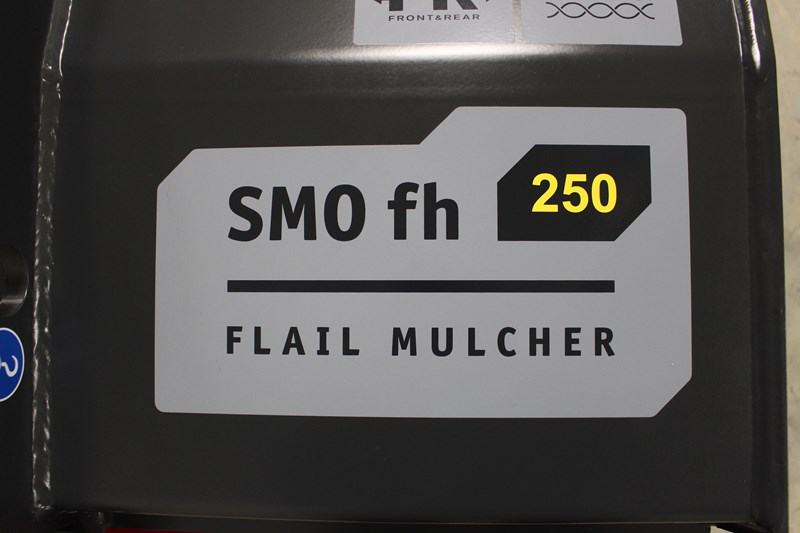 FRONT&REAR
SMO fh 250
FLAIL MULCHER